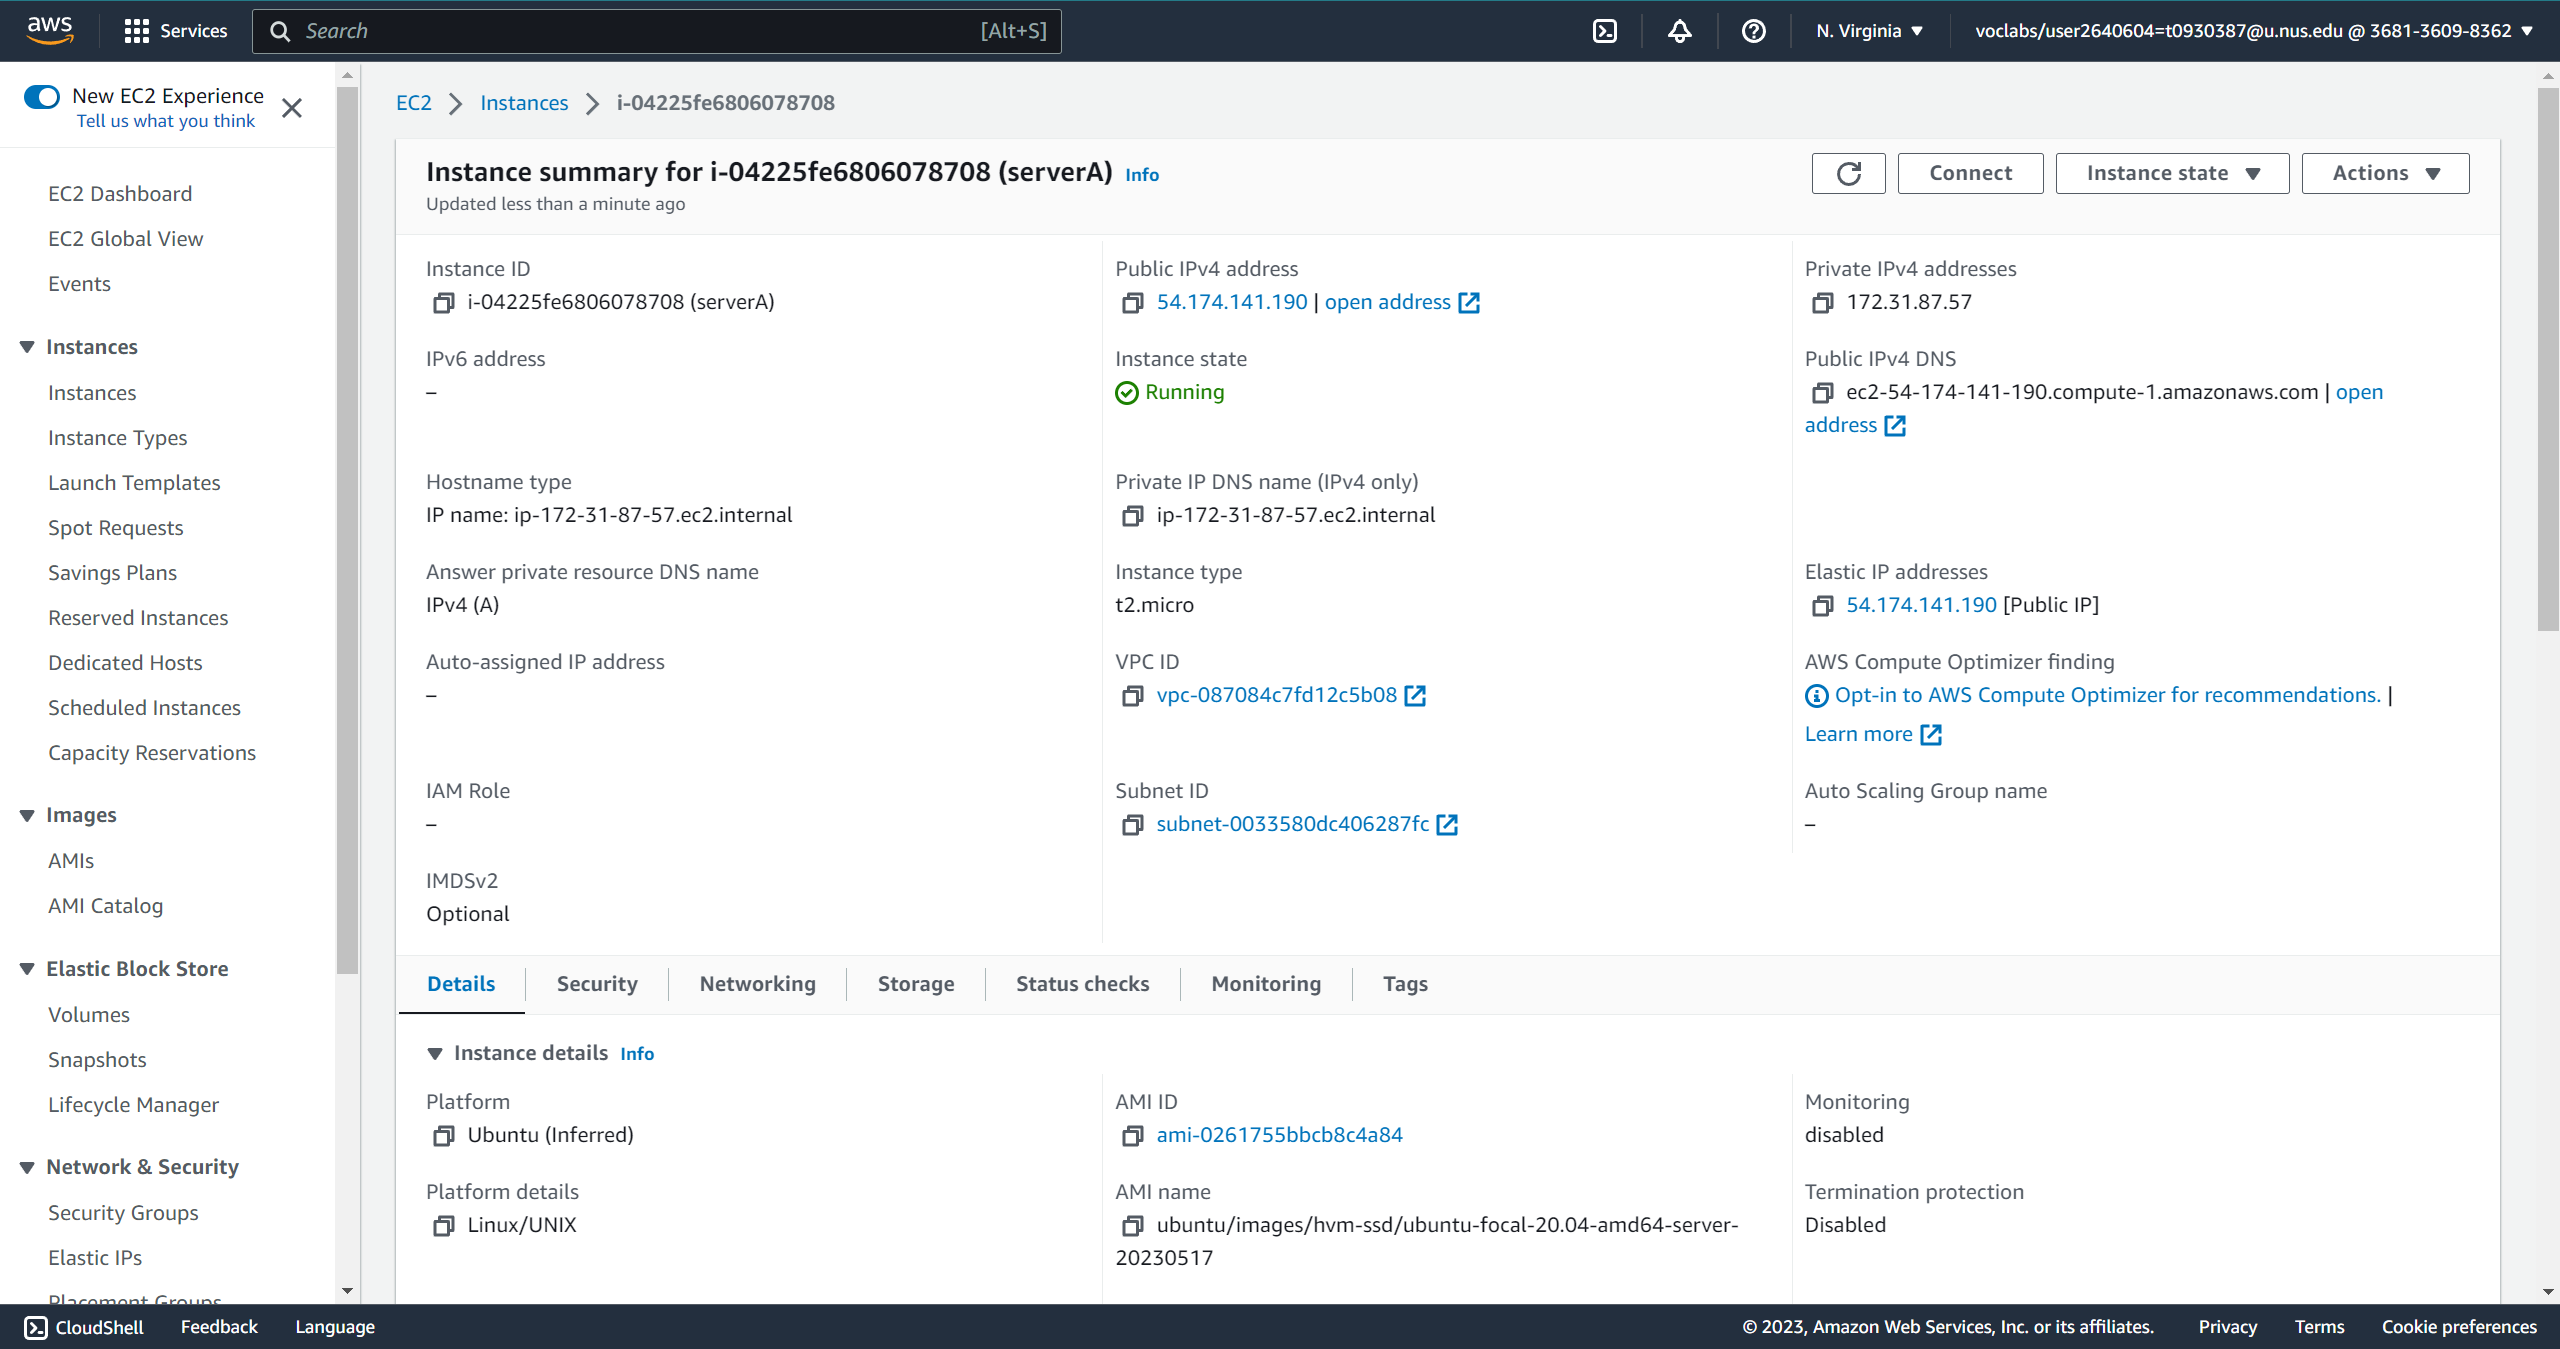 aws
Services
Search
[Alt+S]
N. Virginia
voclabs/user2640604=t0930387@u.nus.edu @ 3681-3609-8362
New EC2 Experience
Tell us what you think
EC2 Dashboard
EC2 Global View
Events
Instances
Instances
Instance Types
Launch Templates
Spot Requests
Savings Plans
Reserved Instances
Dedicated Hosts
Scheduled Instances
Capacity Reservations
Images
AMIs
AMI Catalog
Elastic Block Store
Volumes
Snapshots
Lifecycle Manager
Network & Security
Security Groups
Elastic IPs
Placement Groups
EC2
Instances
i-04225fe6806078708
Instance summary for i-04225fe6806078708 (serverA) Info
Updated less than a minute ago
Connect
Instance state
Actions
Instance ID
i-04225fe6806078708 (serverA)
Public IPv4 address
54.174.141.190 | open address
Private IPv4 addresses
172.31.87.57
IPv6 address
–
Instance state
Running
Public IPv4 DNS
ec2-54-174-141-190.compute-1.amazonaws.com | open
address
Hostname type
IP name: ip-172-31-87-57.ec2.internal
Private IP DNS name (IPv4 only)
ip-172-31-87-57.ec2.internal
Answer private resource DNS name
IPv4 (A)
Instance type
t2.micro
Elastic IP addresses
54.174.141.190 [Public IP]
Auto-assigned IP address
–
VPC ID
vpc-087084c7fd12c5b08
AWS Compute Optimizer finding
Opt-in to AWS Compute Optimizer for recommendations. |
Learn more
IAM Role
–
Subnet ID
subnet-0033580dc406287fc
Auto Scaling Group name
–
IMDSv2
Optional
Details
Security
Networking
Storage
Status checks
Monitoring
Tags
Instance details Info
Platform
Ubuntu (Inferred)
AMI ID
ami-0261755bbcb8c4a84
Monitoring
disabled
Platform details
Linux/UNIX
AMI name
ubuntu/images/hvm-ssd/ubuntu-focal-20.04-amd64-server-
20230517
Termination protection
Disabled
CloudShell
Feedback
Language
© 2023, Amazon Web Services, Inc. or its affiliates.
Privacy
Terms
Cookie preferences